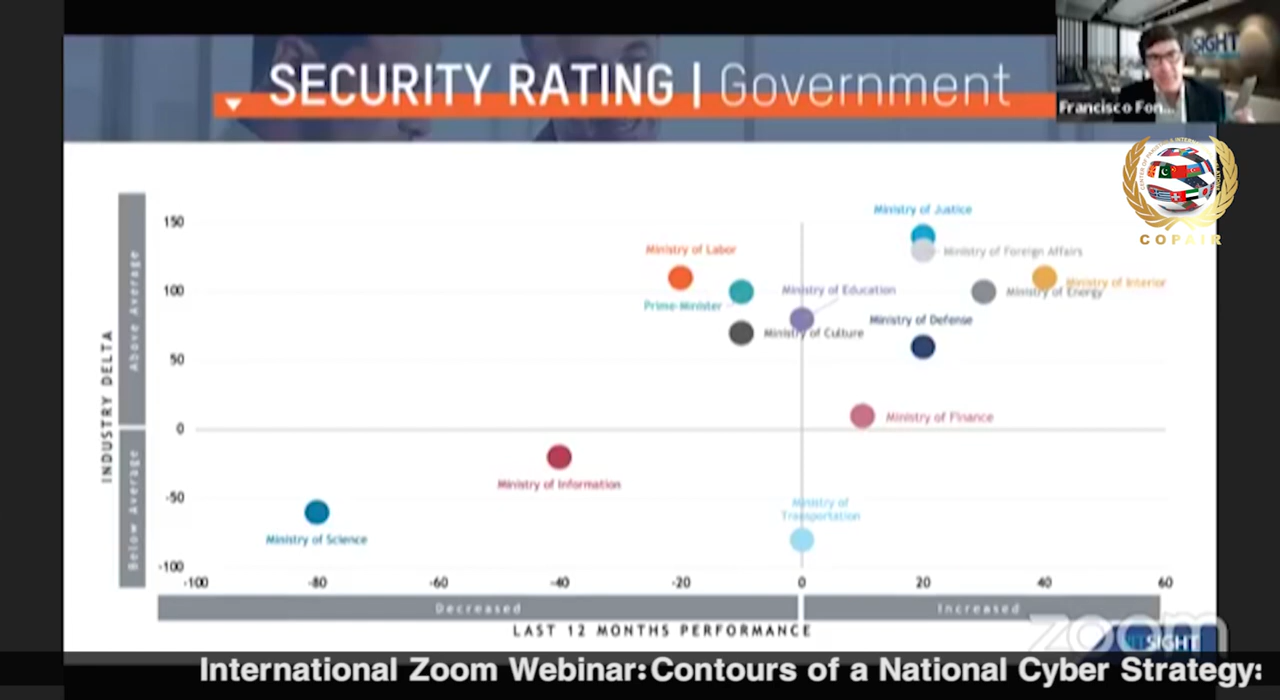 SECURITY RATING | Government
SIGHT
Francisco Fon...
COPAIR
INDUSTRY DELTA
Above Average
Below Average
150
100
50
0
-50
-100
Ministry of Justice
Ministry of Labor
Ministry of Foreign Affairs
Ministry of Interior
Ministry of Education
Ministry of Energy
Prime-Minister
Ministry of Defense
Ministry of Culture
Ministry of Finance
Ministry of Information
Ministry of
Transportation
Ministry of Science
-100 -80 -60 -40 -20 0 20 40 60
Decreased Increased
LAST 12 MONTHS PERFORMANCE
zoom
BITSIGHT
International Zoom Webinar:Contours of a National Cyber Strategy: